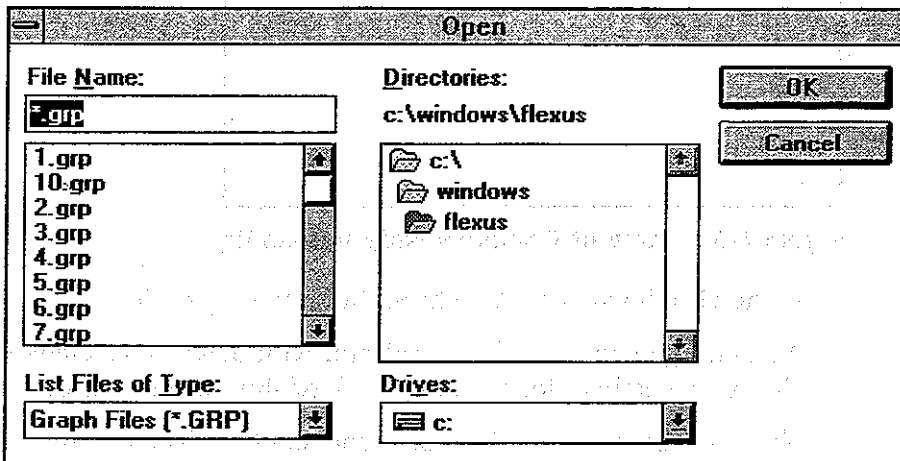 Open
File Name:
*.grp
1.grp
10.grp
2.grp
3.grp
4.grp
5.grp
6.grp
7.grp
List Files of Type:
Graph Files (*.GRP)
Directories:
c:\windows\flexus
c:\
windows
flexus
Drives:
c:
OK
Cancel